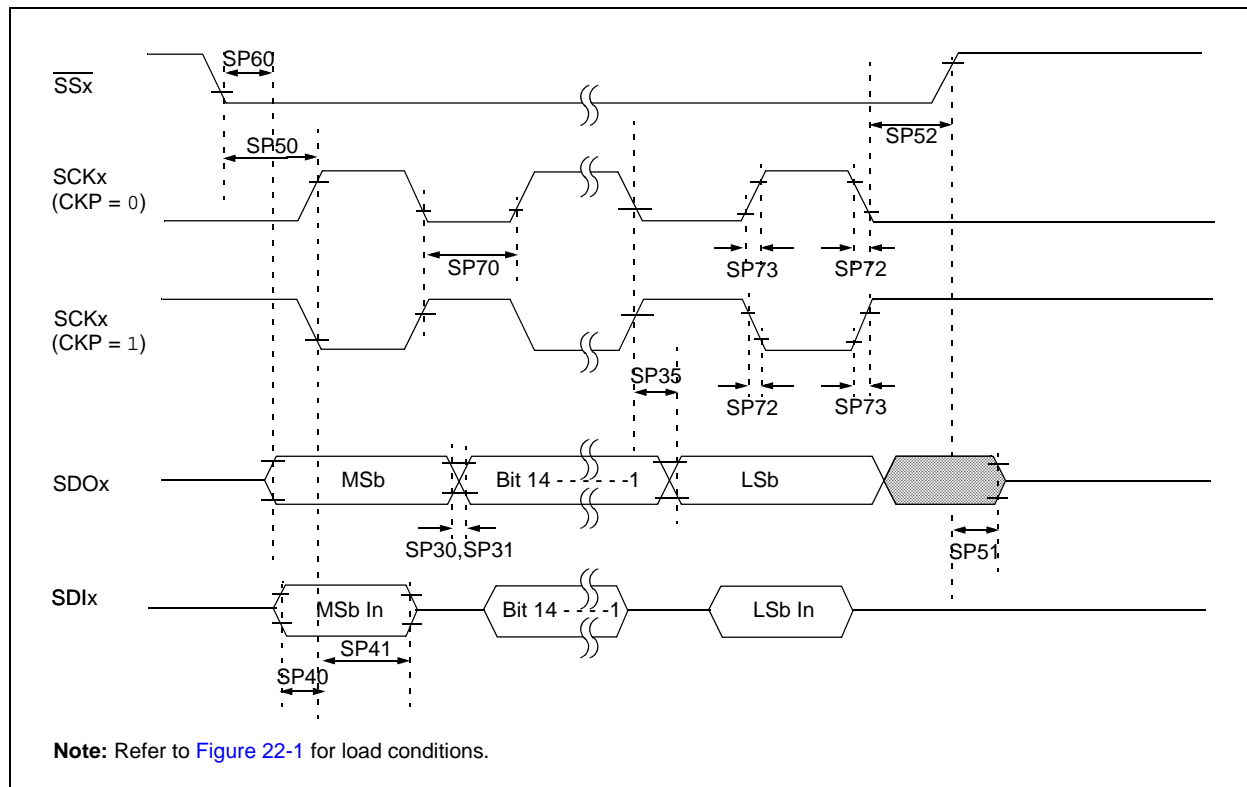 SP60
SSx
SP50
SP52
SCKx
(CKP = 0)
SP70
SP73
SP72
SCKx
(CKP = 1)
SP35
SP72
SP73
SDOx
MSb
Bit 14 - - - - - -1
LSb
SP30,SP31
SP51
SDIx
MSb In
Bit 14 - - - -1
LSb In
SP41
SP40
Note: Refer to Figure 22-1 for load conditions.